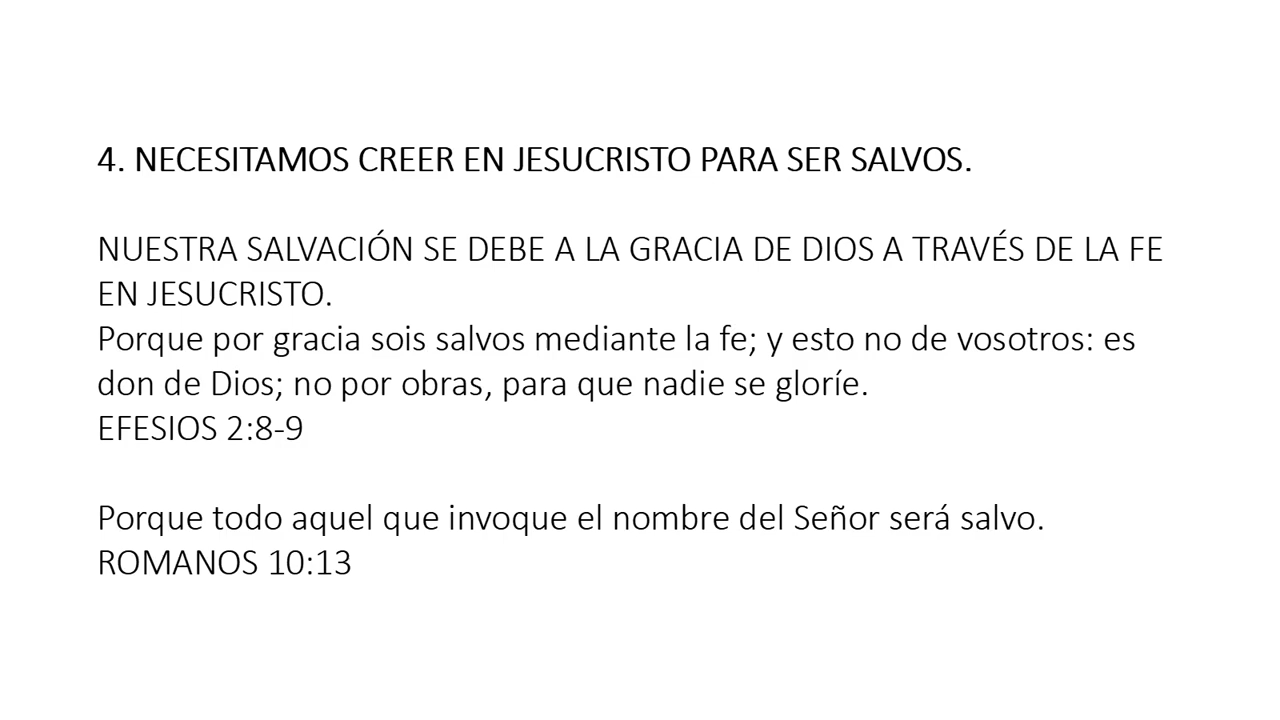 4. NECESITAMOS CREER EN JESUCRISTO PARA SER SALVOS.
NUESTRA SALVACIÓN SE DEBE A LA GRACIA DE DIOS A TRAVÉS DE LA FE
EN JESUCRISTO.
Porque por gracia sois salvos mediante la fe; y esto no de vosotros: es
don de Dios; no por obras, para que nadie se gloríe.
EFESIOS 2:8-9
Porque todo aquel que invoque el nombre del Señor será salvo.
ROMANOS 10:13